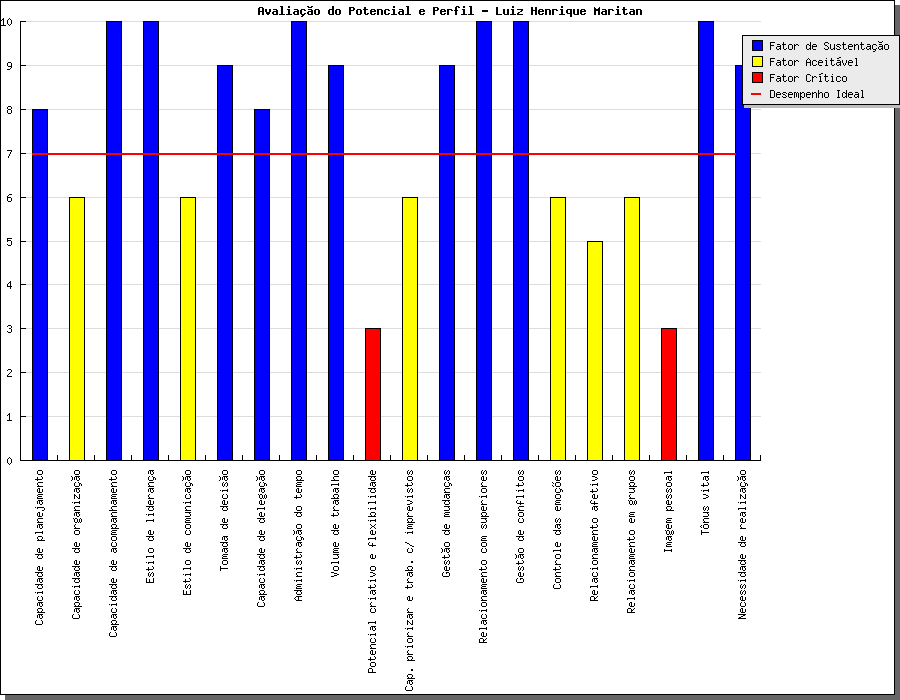 Avaliação do Potencial e Perfil - Luiz Henrique Maritan
Fator de Sustentação
Fator Aceitável
Fator Crítico
Desempenho Ideal
10
9
8
7
6
5
4
3
2
1
0
Capacidade de planejamento
Capacidade de organização
Capacidade de acompanhamento
Estilo de liderança
Estilo de comunicação
Tomada de decisão
Capacidade de delegação
Administração do tempo
Volume de trabalho
Potencial criativo e flexibilidade
Cap. priorizar e trab. c/ imprevistos
Gestão de mudanças
Relacionamento com superiores
Gestão de conflitos
Controle das emoções
Relacionamento afetivo
Relacionamento em grupos
Imagem pessoal
Tônus vital
Necessidade de realização